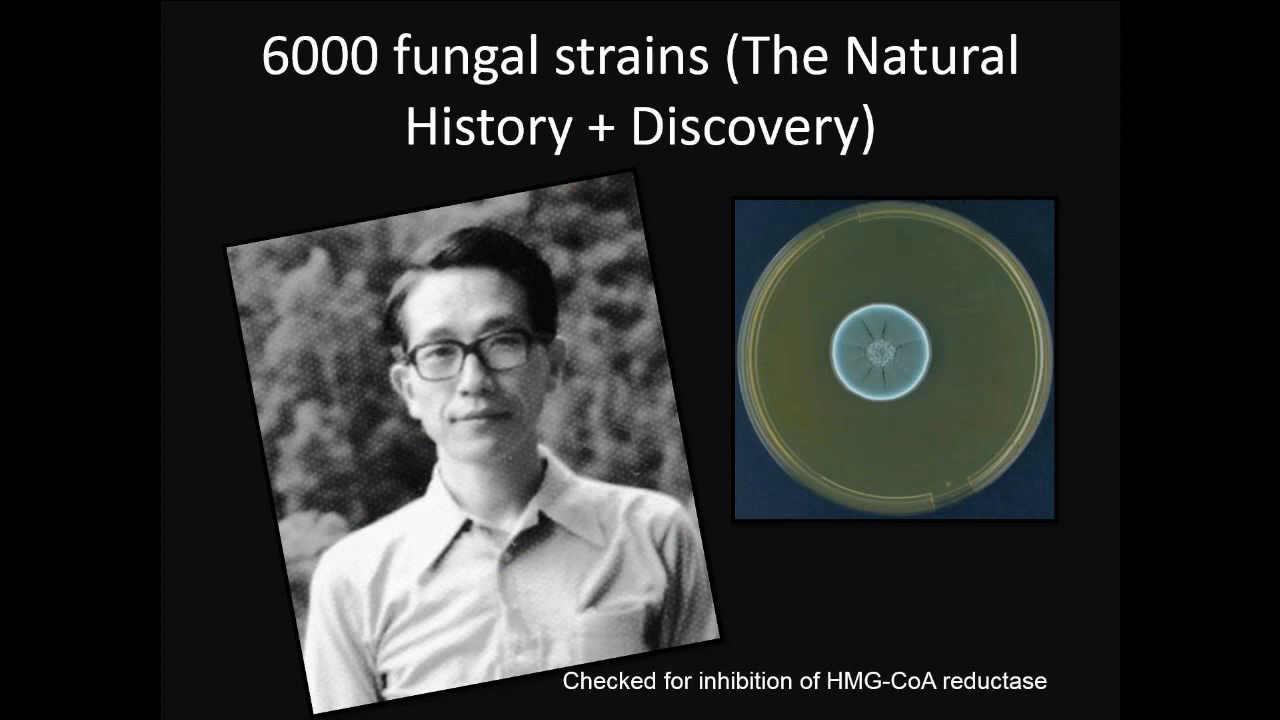 6000 fungal strains (The Natural
History + Discovery)
Checked for inhibition of HMG-CoA reductase